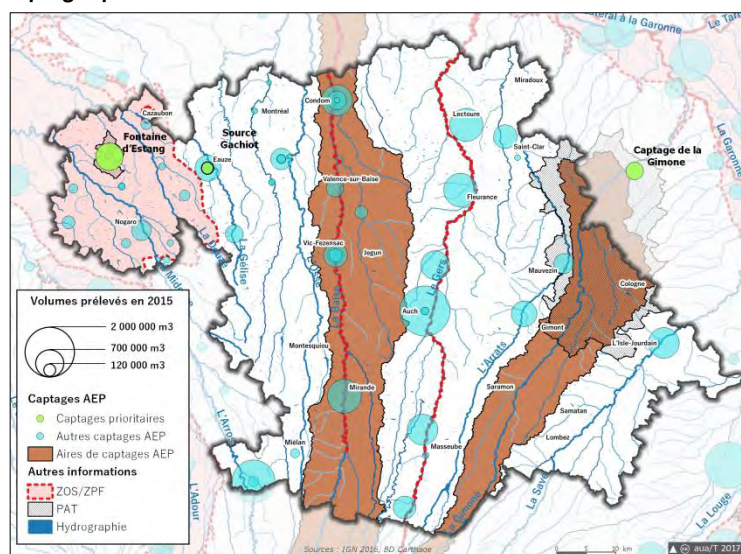 Latéral à la Garonne
Le Tarn
Miradoux
Cazaubon
Condom
Montréal
Lectoure
Fontaine
d'Estang
Source
Gachiot
Saint-Clar
La Garonne
Captage de la
Gimone
Eauze
Valence-sur-Baïse
Fleurance
Nogaro
La Gélise
Vic-Fezensac
Jegun
Le Gers
Mauvezin
Cologne
Auch
Gimont
L'Isle-Jourdain
L'Arrats
Montesquiou
Mirande
Saramon
Samatan
Lombez
L'Arros
Miélan
Masseube
L'Adour
La Gimone
La Save
La Louge
Volumes prélevés en 2015
2 000 000 m3
700 000 m3
120 000 m3
Captages AEP
Captages prioritaires
Autres captages AEP
Aires de captages AEP
Autres informations
ZOS/ZPF
PAT
Hydrographie
Sources : IGN 2016, BD Carthage
aua/T 2017